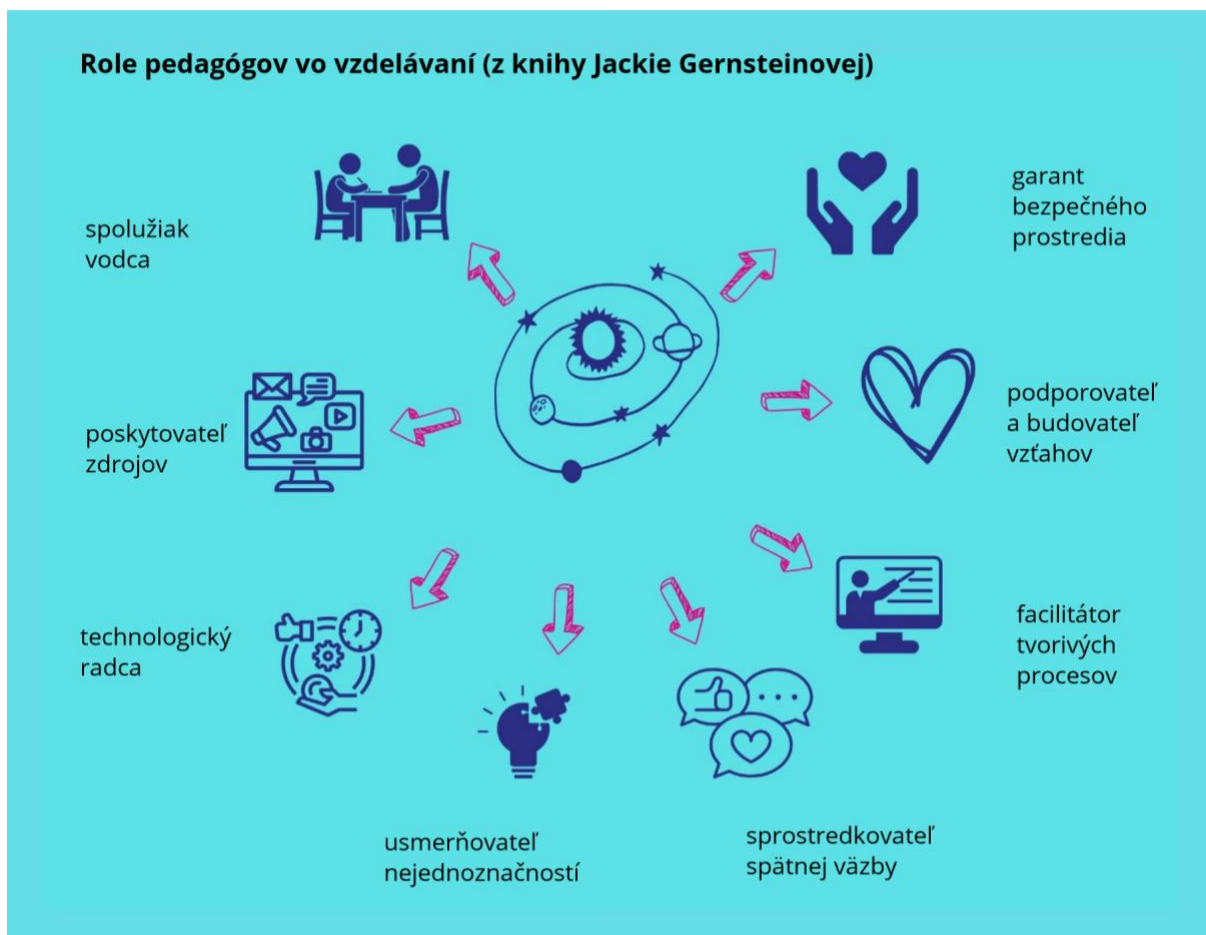 Role pedagógov vo vzdelávaní (z knihy Jackie Gernsteinovej)
spolužiak
vodca
garant
bezpečného
prostredia
poskytovateľ
zdrojov
podporovateľ
a budovateľ
vzťahov
technologický
radca
facilitátor
tvorivých
procesov
usmerňovateľ
nejednoznačností
sprostredkovateľ
spätnej väzby